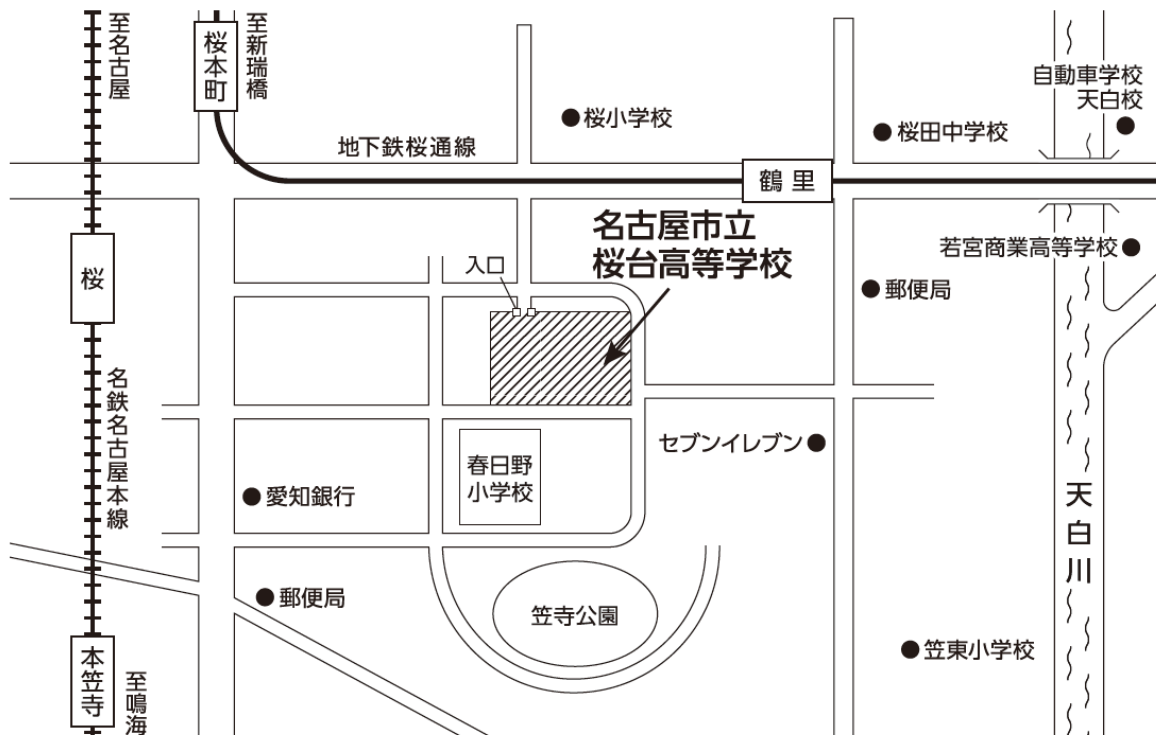 至名古屋
桜本町
至新瑞橋
地下鉄桜通線
桜小学校
桜田中学校
自動車学校
天白校
鶴里
桜
入口
名古屋市立
桜台高等学校
若宮商業高等学校
郵便局
名鉄名古屋本線
春日野
小学校
セブンイレブン
愛知銀行
天白川
郵便局
笠寺公園
笠東小学校
本笠寺
至鳴海